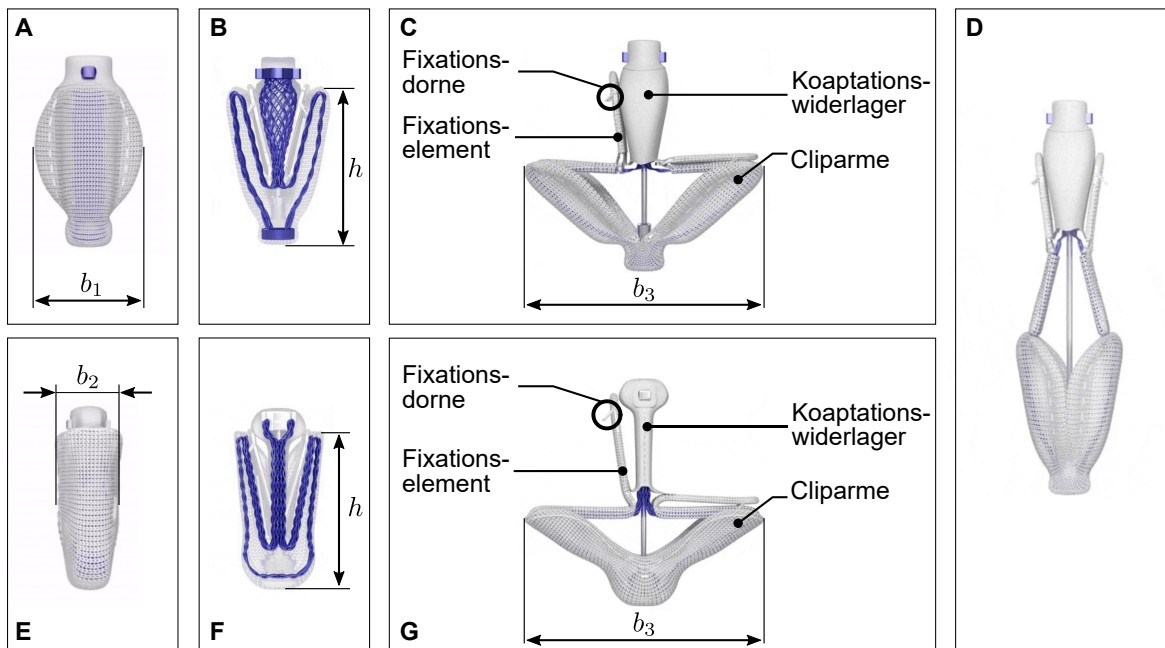 A
b1
B
h
C
Fixations-
dorne
Fixations-
element
Koaptations-
widerlager
Cliparme
b3
D
E
b2
F
h
G
Fixations-
dorne
Fixations-
element
Koaptations-
widerlager
Cliparme
b3